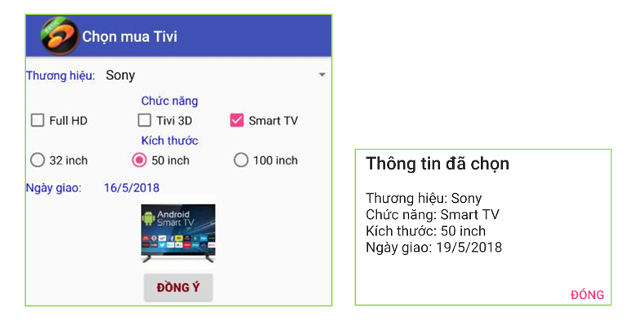 Chọn mua Tivi
Thương hiệu: Sony
Chức năng
Full HD Tivi 3D Smart TV
Kích thước
32 inch 50 inch 100 inch
Ngày giao: 16/5/2018
Android
Smart TV
ĐỒNG Ý
Thông tin đã chọn
Thương hiệu: Sony
Chức năng: Smart TV
Kích thước: 50 inch
Ngày giao: 19/5/2018
ĐÓNG